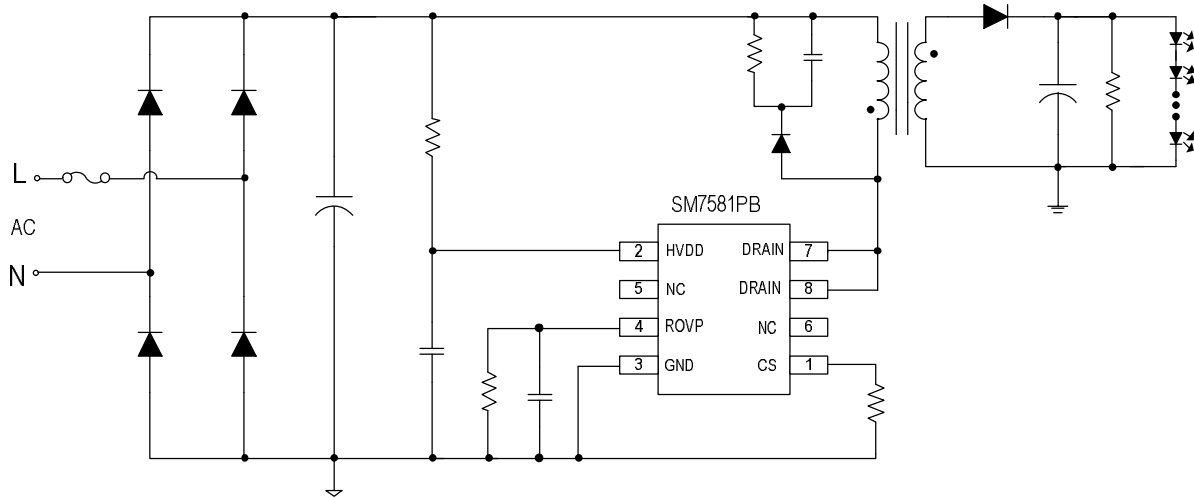 L
AC
N
SM7581PB
2 HVDD DRAIN 7
5 NC DRAIN 8
4 ROVP NC 6
3 GND CS 1